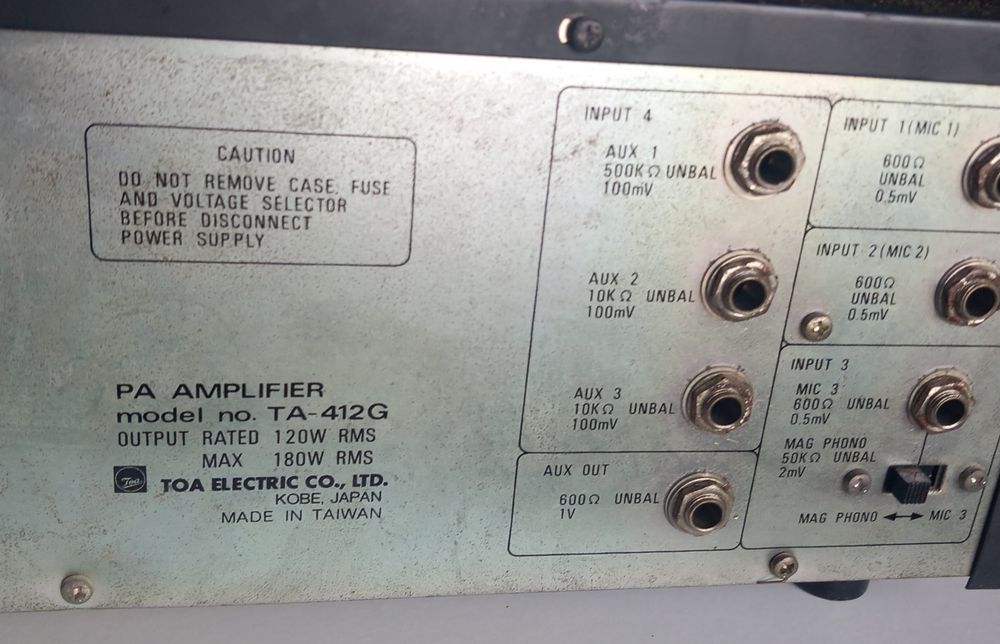 CAUTION
DO NOT REMOVE CASE, FUSE
AND VOLTAGE SELECTOR
BEFORE DISCONNECT
POWER SUPPLY
PA AMPLIFIER
model no. TA-412G
OUTPUT RATED 120W RMS
MAX 180W RMS
Toa TOA ELECTRIC CO., LTD.
KOBE, JAPAN
MADE IN TAIWAN
INPUT 4
AUX 1
500KΩ UNBAL
100mV
AUX 2
10KΩ UNBAL
100mV
AUX 3
10KΩ UNBAL
100mV
AUX OUT
600Ω UNBAL
1V
INPUT 1(MIC 1)
600Ω
UNBAL
0.5mV
INPUT 2(MIC 2)
600Ω
UNBAL
0.5mV
INPUT 3
MIC 3
600Ω UNBAL
0.5mV
MAG PHONO
50KΩ UNBAL
2mV
MAG PHONO ↔ MIC 3